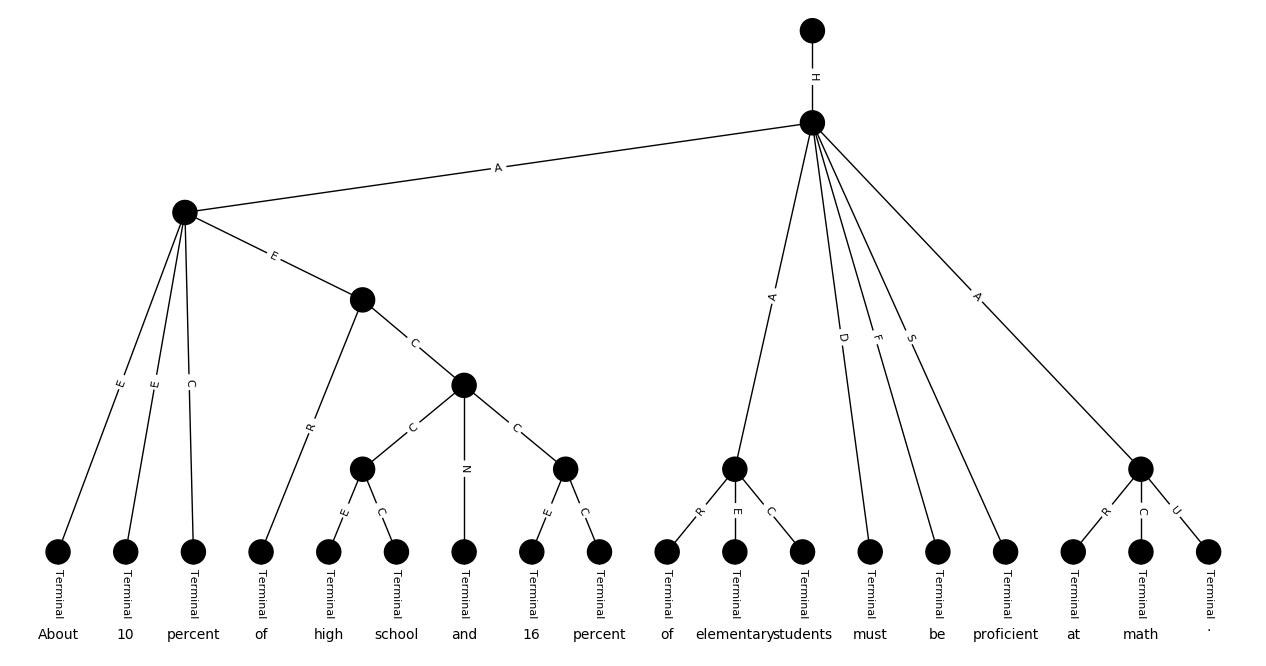 H
A
E
A A
E E C C D F S
R C C
N
E C E C R E C R C U
Terminal Terminal Terminal Terminal Terminal Terminal Terminal Terminal Terminal Terminal Terminal Terminal Terminal Terminal Terminal Terminal Terminal Terminal
About 10 percent of high school and 16 percent of elementary students must be proficient at math .